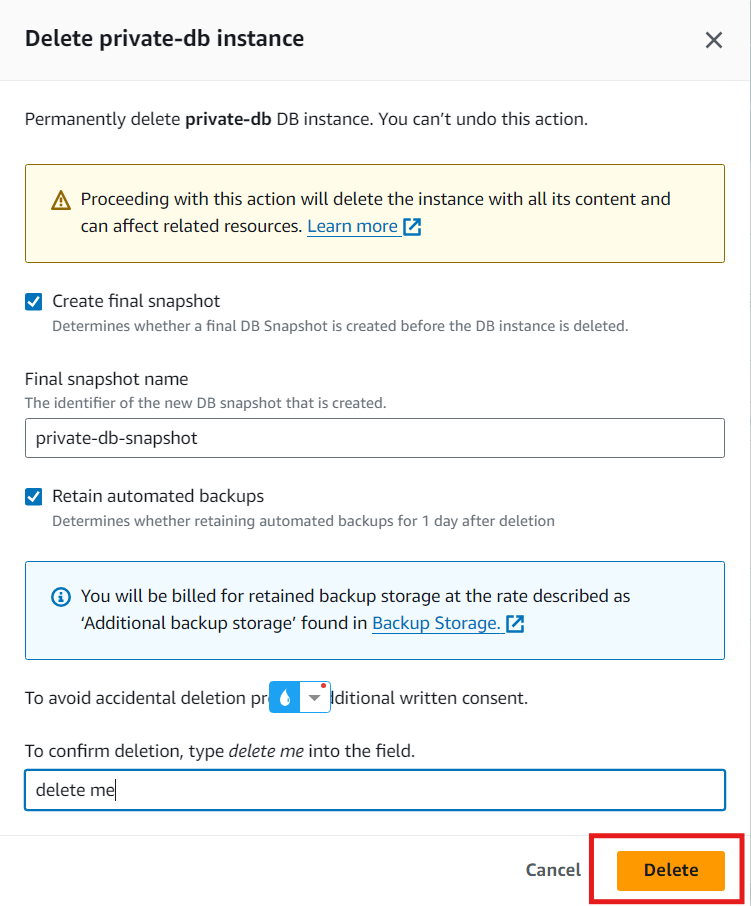 Delete private-db instance
Permanently delete private-db DB instance. You can’t undo this action.
Proceeding with this action will delete the instance with all its content and
can affect related resources. Learn more
Create final snapshot
Determines whether a final DB Snapshot is created before the DB instance is deleted.
Final snapshot name
The identifier of the new DB snapshot that is created.
private-db-snapshot
Retain automated backups
Determines whether retaining automated backups for 1 day after deletion
You will be billed for retained backup storage at the rate described as
‘Additional backup storage’ found in Backup Storage.
To avoid accidental deletion additional written consent.
To confirm deletion, type delete me into the field.
delete me
Cancel Delete